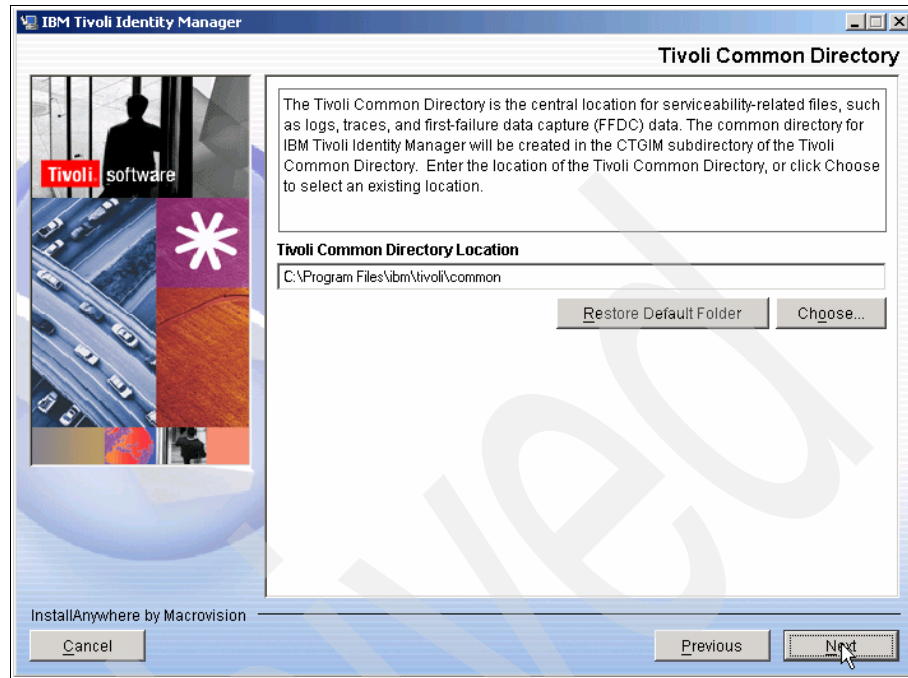 IBM Tivoli Identity Manager
Tivoli Common Directory
Tivoli software
The Tivoli Common Directory is the central location for serviceability-related files, such
as logs, traces, and first-failure data capture (FFDC) data. The common directory for
IBM Tivoli Identity Manager will be created in the CTGIM subdirectory of the Tivoli
Common Directory.  Enter the location of the Tivoli Common Directory, or click Choose
to select an existing location.
Tivoli Common Directory Location
C:\Program Files\ibm\tivoli\common
Restore Default Folder
Choose...
InstallAnywhere by Macrovision
Cancel
Previous
Next